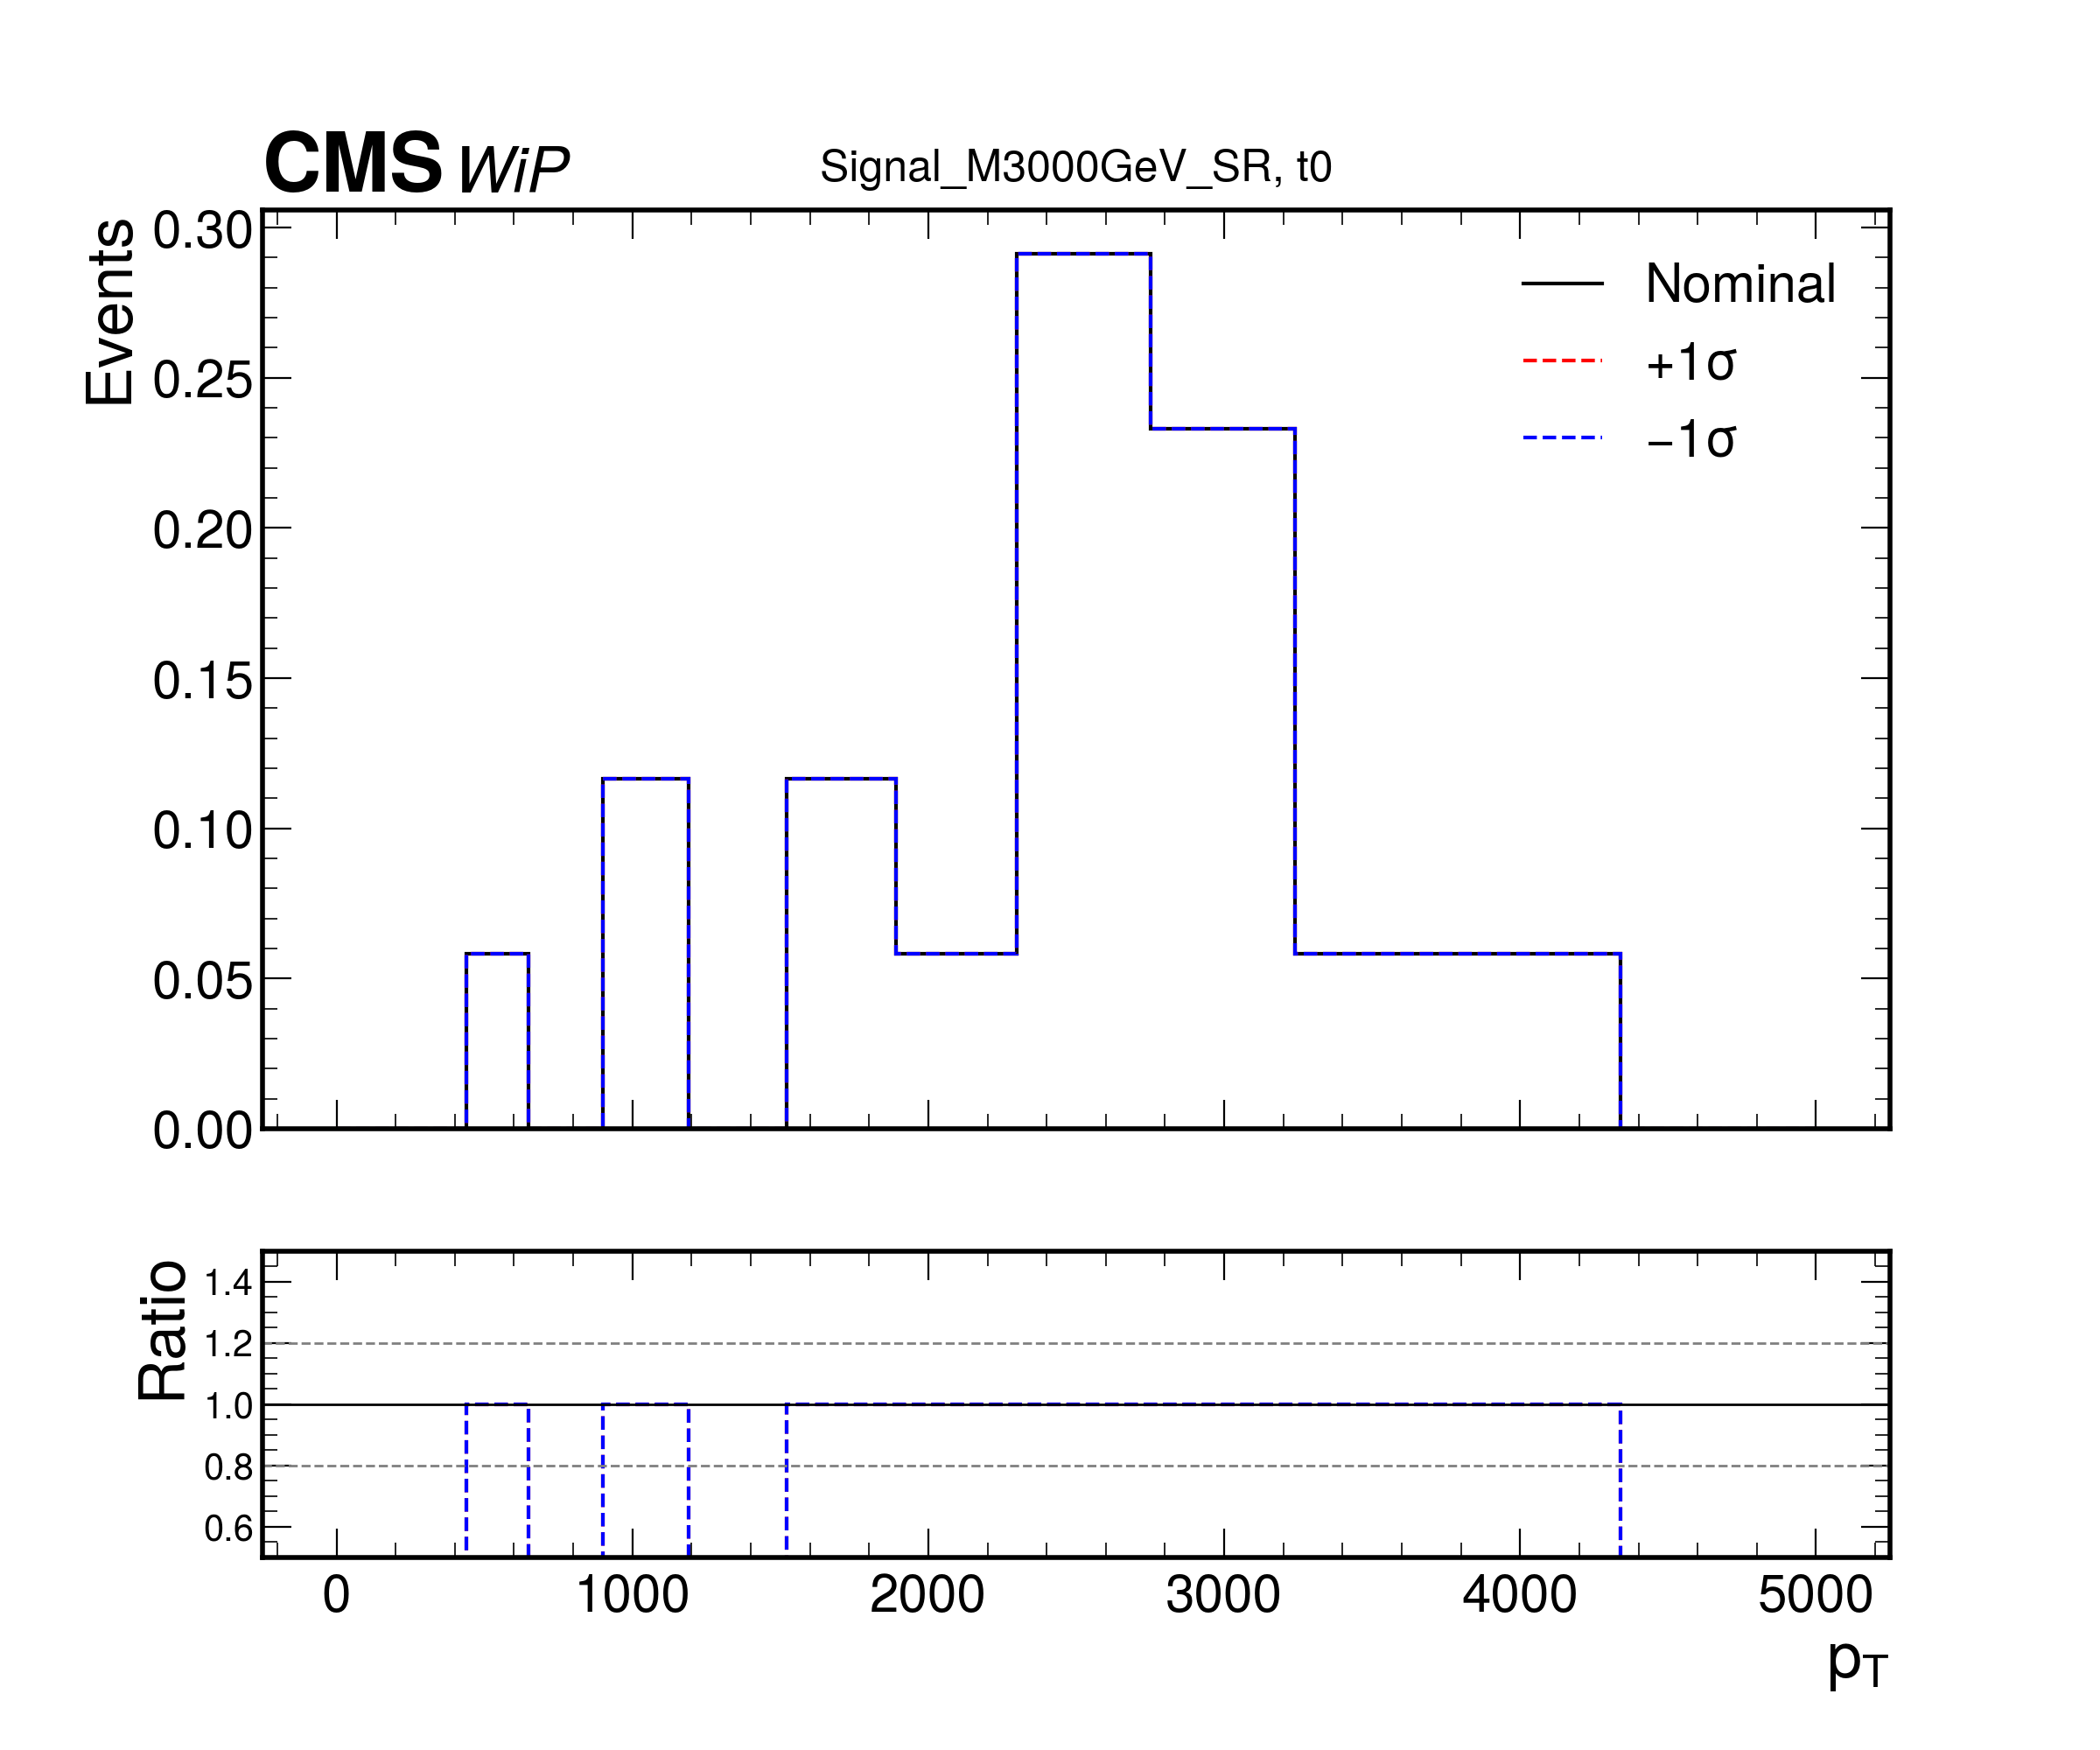 CMS WiP Signal_M3000GeV_SR, t0
Events
0.30
0.25
0.20
0.15
0.10
0.05
0.00
Nominal
+1σ
−1σ
Ratio
1.4
1.2
1.0
0.8
0.6
0 1000 2000 3000 4000 5000
pT